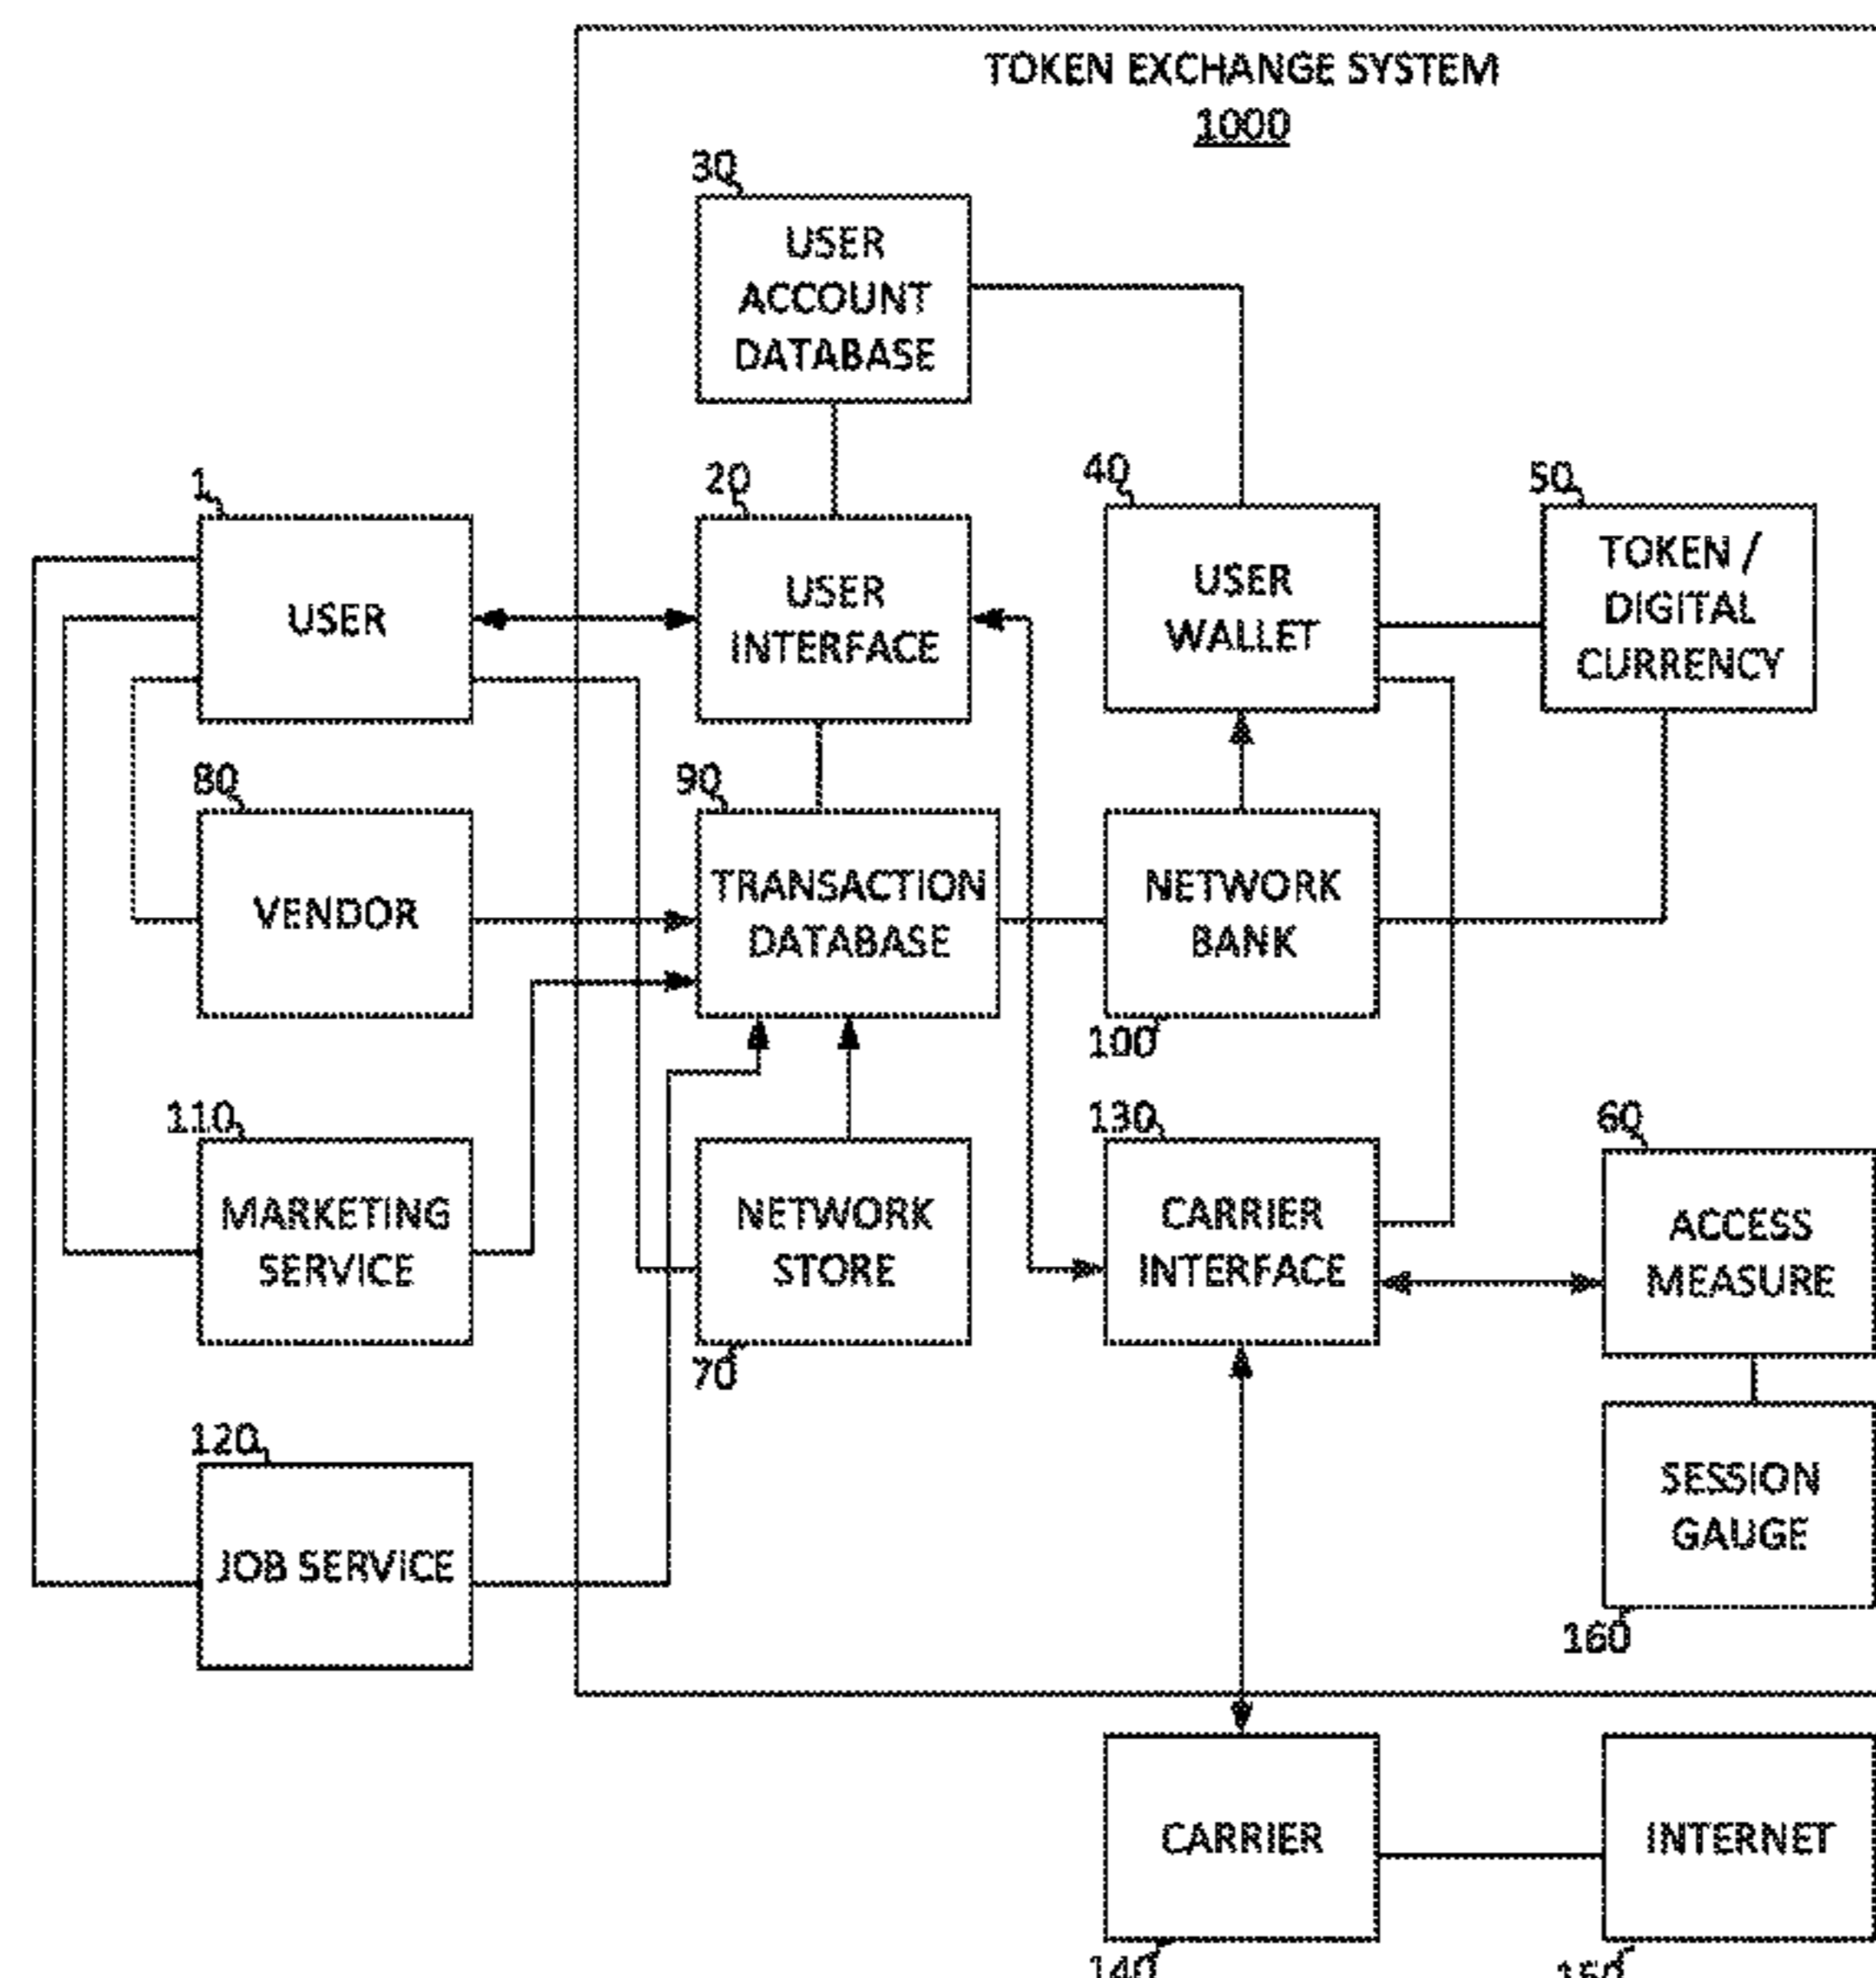 TOKEN EXCHANGE SYSTEM
1000
30
USER
ACCOUNT
DATABASE
1
USER
20
USER
INTERFACE
40
USER
WALLET
50
TOKEN /
DIGITAL
CURRENCY
80
VENDOR
90
TRANSACTION
DATABASE
NETWORK
BANK
100
110
MARKETING
SERVICE
NETWORK
STORE
70
130
CARRIER
INTERFACE
60
ACCESS
MEASURE
120
JOB SERVICE
SESSION
GAUGE
160
CARRIER
140
INTERNET
150